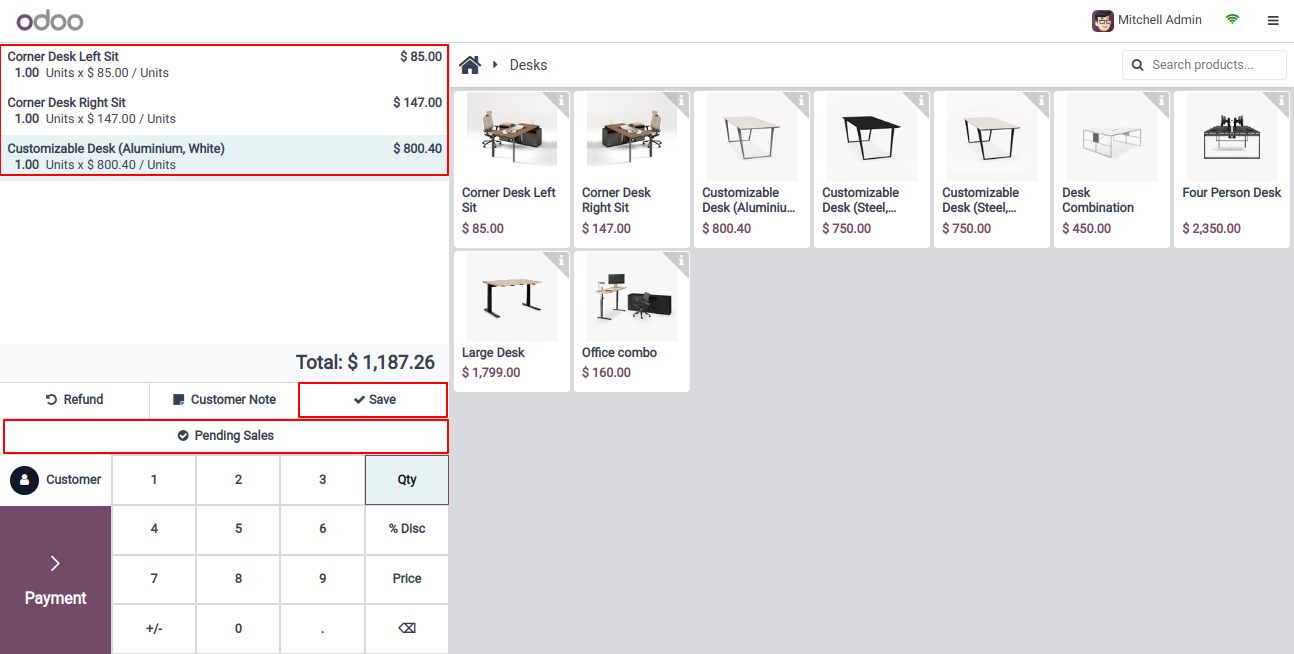 odoo
Mitchell Admin
Corner Desk Left Sit $ 85.00
1.00 Units x $ 85.00 / Units
Corner Desk Right Sit $ 147.00
1.00 Units x $ 147.00 / Units
Customizable Desk (Aluminium, White) $ 800.40
1.00 Units x $ 800.40 / Units
Total: $ 1,187.26
Refund
Customer Note
Save
Pending Sales
Customer
1 2 3 Qty
4 5 6 % Disc
7 8 9 Price
+/- 0 .
Payment
Desks
Search products...
Corner Desk Left
Sit
$ 85.00
Corner Desk
Right Sit
$ 147.00
Customizable
Desk (Aluminiu...
$ 800.40
Customizable
Desk (Steel,...
$ 750.00
Customizable
Desk (Steel,...
$ 750.00
Desk
Combination
$ 450.00
Four Person Desk
$ 2,350.00
Large Desk
$ 1,799.00
Office combo
$ 160.00